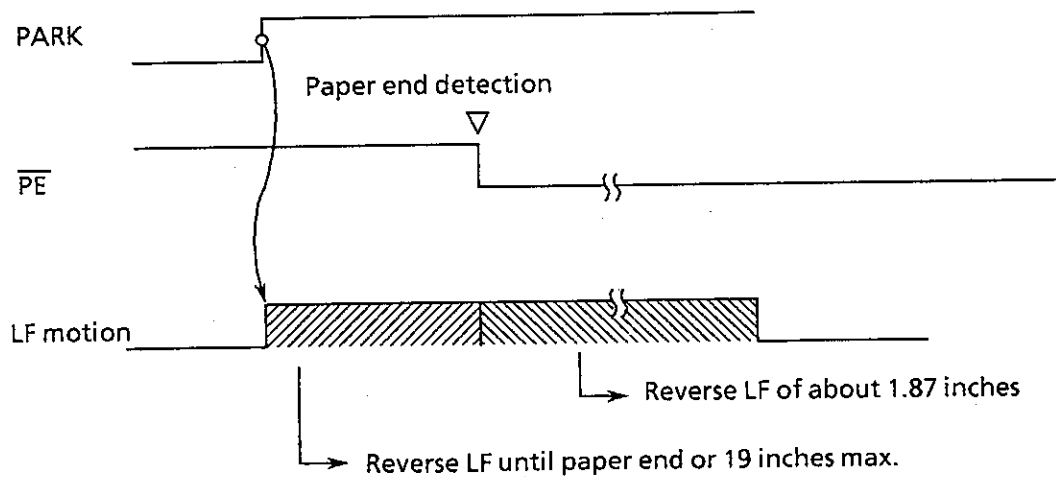 PARK
Paper end detection
P̅E̅
LF motion
Reverse LF of about 1.87 inches
Reverse LF until paper end or 19 inches max.